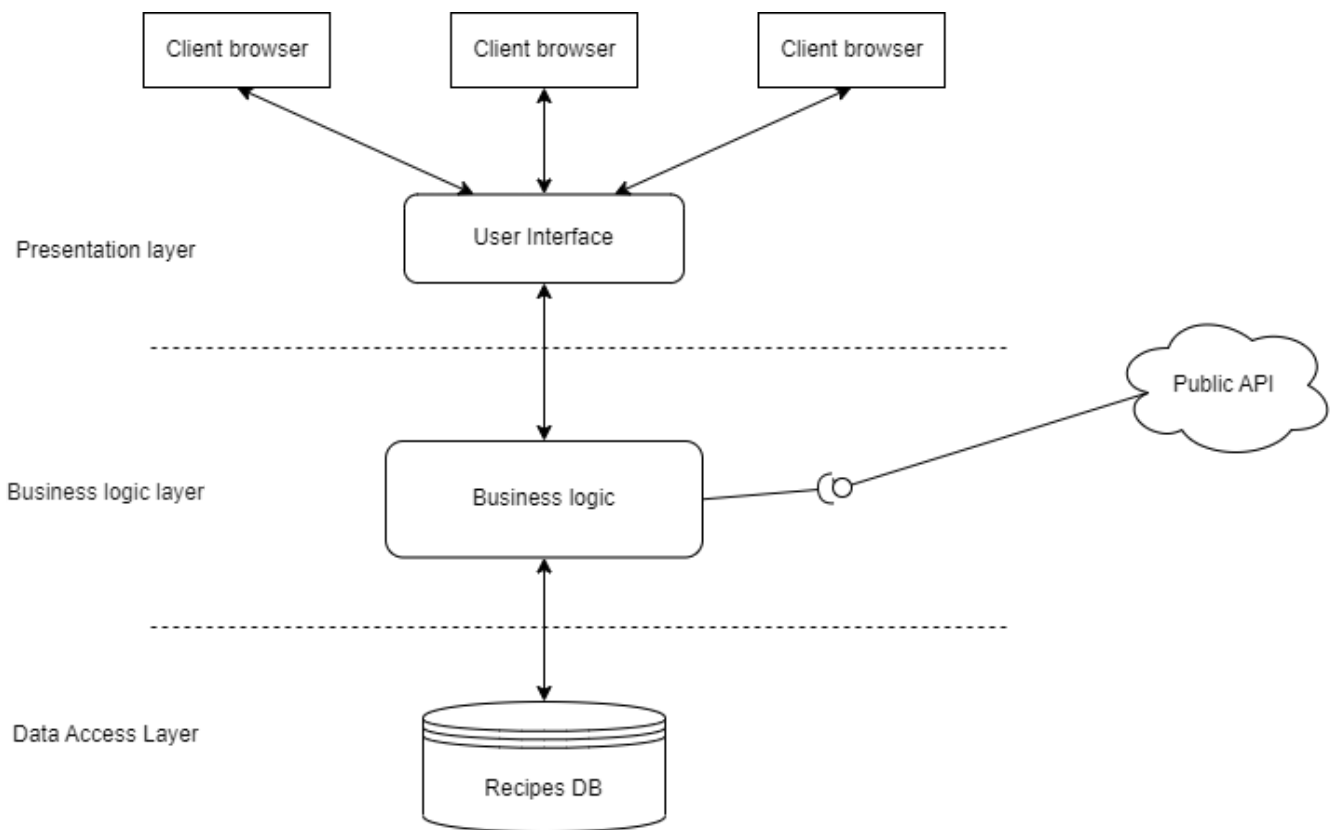 Client browser
Client browser
Client browser
User Interface
Presentation layer
Public API
Business logic layer
Business logic
Data Access Layer
Recipes DB